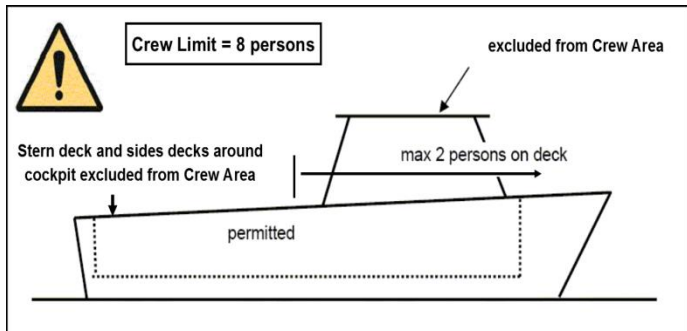 Crew Limit = 8 persons
excluded from Crew Area
max 2 persons on deck
Stern deck and sides decks around
cockpit excluded from Crew Area
permitted